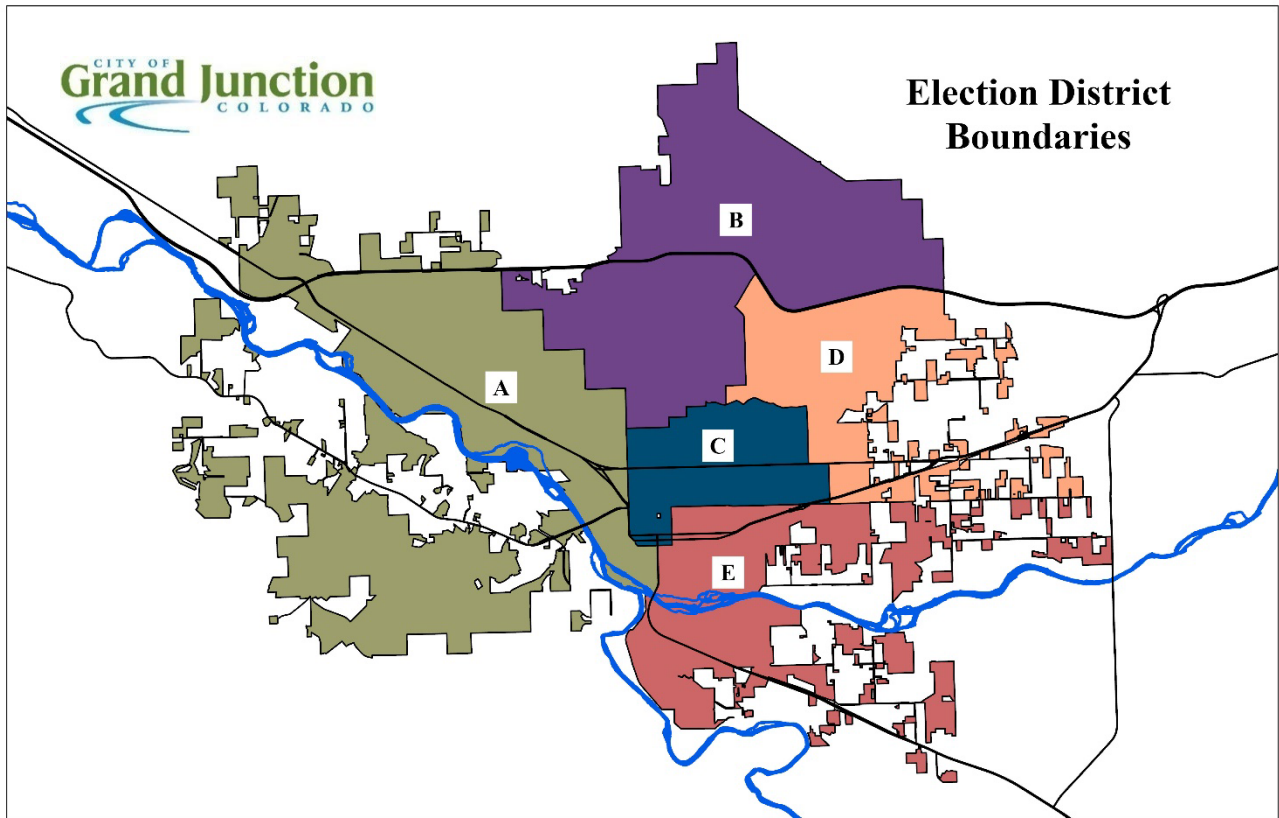 CITY OF
Grand Junction
COLORADO
Election District
Boundaries
B
D
A
C
E